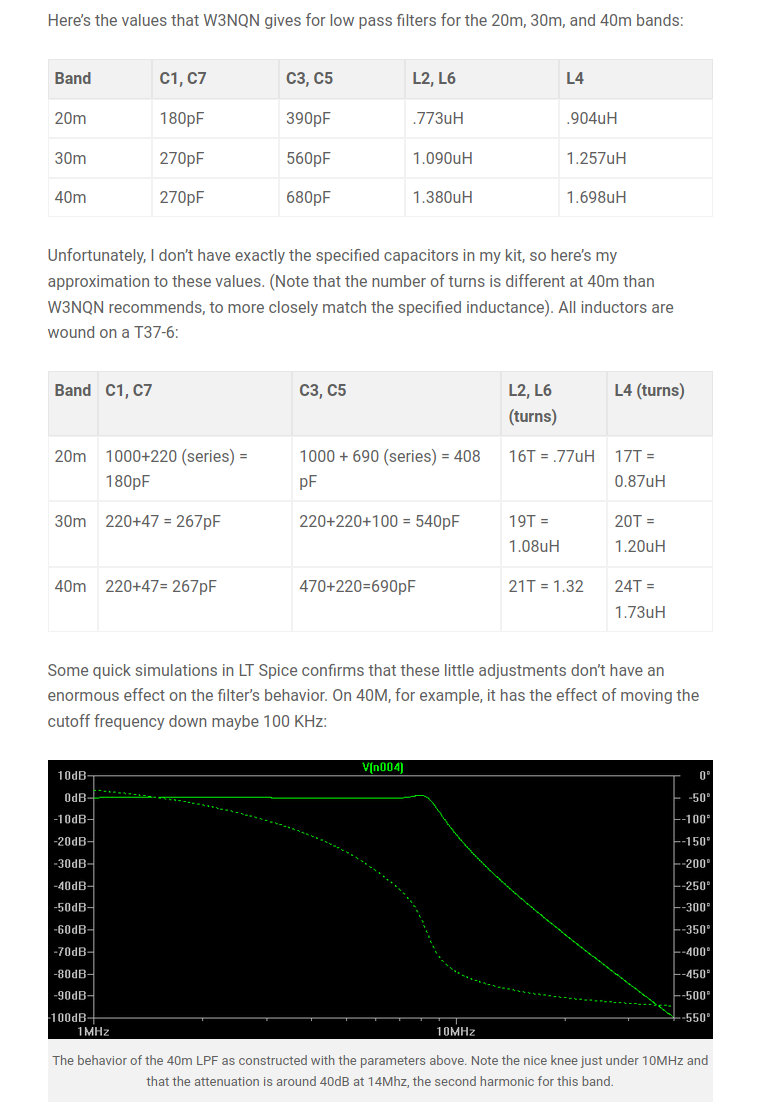 Here's the values that W3NQN gives for low pass filters for the 20m, 30m, and 40m bands:
Band C1, C7 C3, C5 L2, L6 L4
20m 180pF 390pF .773uH .904uH
30m 270pF 560pF 1.090uH 1.257uH
40m 270pF 680pF 1.380uH 1.698uH
Unfortunately, I don't have exactly the specified capacitors in my kit, so here's my
approximation to these values. (Note that the number of turns is different at 40m than
W3NQN recommends, to more closely match the specified inductance). All inductors are
wound on a T37-6:
Band C1, C7 C3, C5 L2, L6 L4 (turns)
(turns)
20m 1000+220 (series) = 1000 + 690 (series) = 408 16T = .77uH 17T =
180pF pF 0.87uH
30m 220+47 = 267pF 220+220+100 = 540pF 19T = 20T =
1.08uH 1.20uH
40m 220+47= 267pF 470+220=690pF 21T = 1.32 24T =
1.73uH
Some quick simulations in LT Spice confirms that these little adjustments don't have an
enormous effect on the filter's behavior. On 40M, for example, it has the effect of moving the
cutoff frequency down maybe 100 KHz:
V(n004)
10dB 0°
0dB -50°
-10dB -100°
-20dB -150°
-30dB -200°
-40dB -250°
-50dB -300°
-60dB -350°
-70dB -400°
-80dB -450°
-90dB -500°
-100dB -550°
1MHz 10MHz
The behavior of the 40m LPF as constructed with the parameters above. Note the nice knee just under 10MHz and
that the attenuation is around 40dB at 14Mhz, the second harmonic for this band.